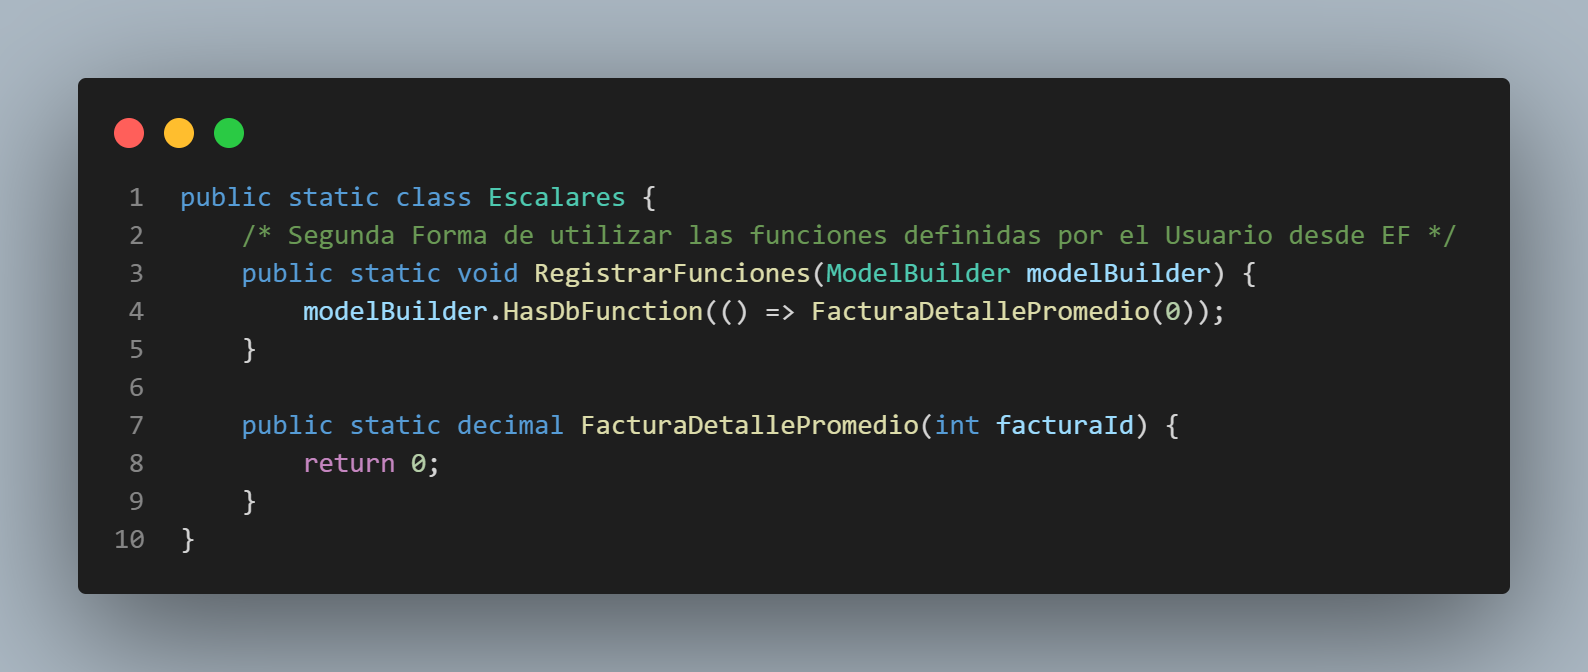 1 public static class Escalares {
2 /* Segunda Forma de utilizar las funciones definidas por el Usuario desde EF */
3 public static void RegistrarFunciones(ModelBuilder modelBuilder) {
4 modelBuilder.HasDbFunction(() => FacturaDetallePromedio(0));
5 }
6
7 public static decimal FacturaDetallePromedio(int facturaId) {
8 return 0;
9 }
10 }